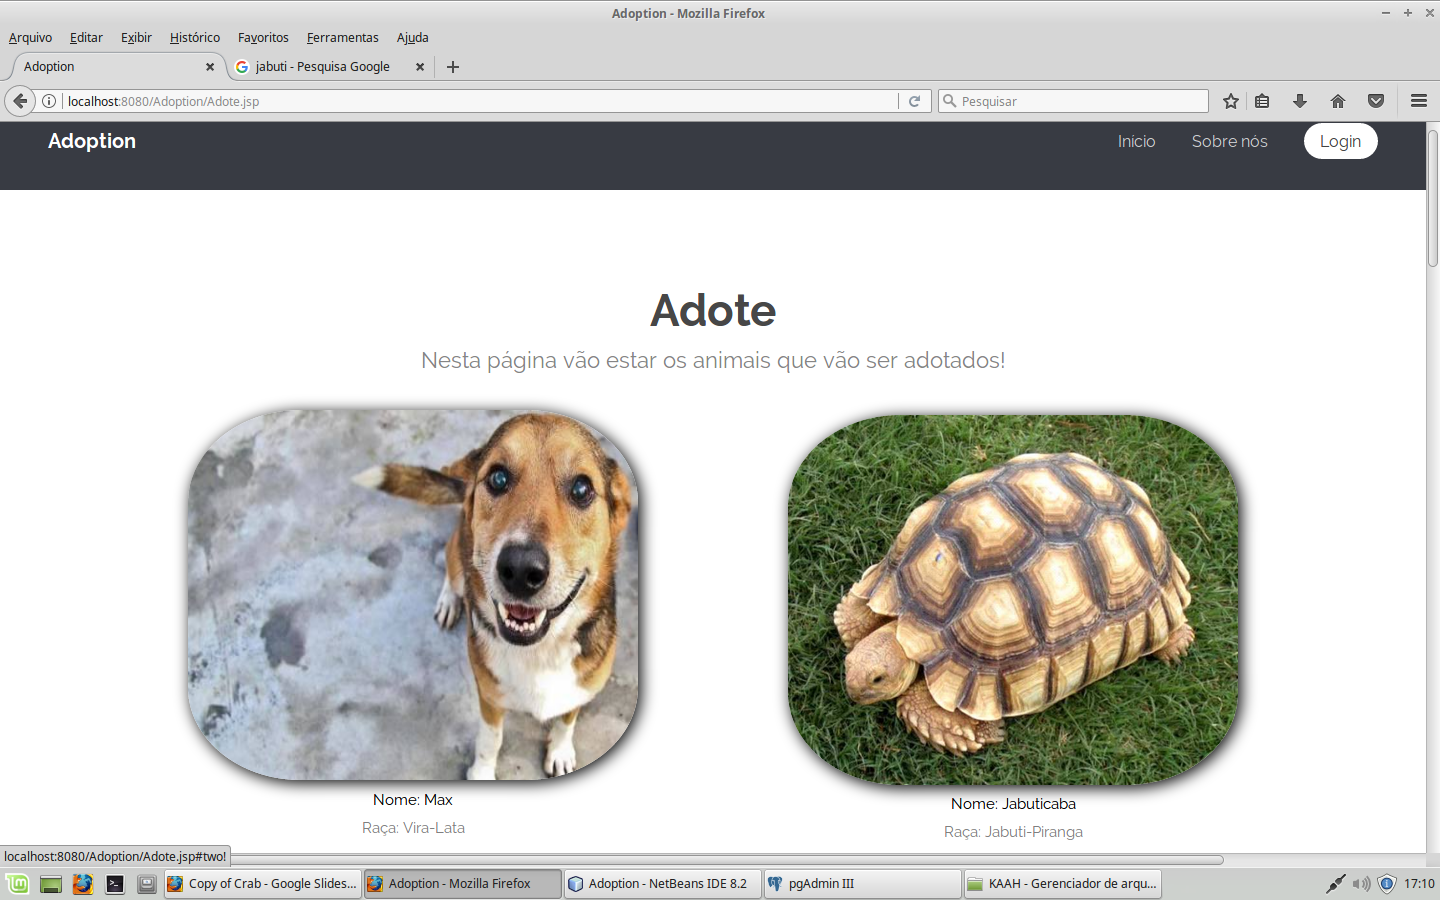 Adoption - Mozilla Firefox
Arquivo Editar Exibir Histórico Favoritos Ferramentas Ajuda
Adoption jabuti - Pesquisa Google
localhost:8080/Adoption/Adote.jsp Pesquisar
Adoption Início Sobre nós Login
Adote
Nesta página vão estar os animais que vão ser adotados!
Nome: Max
Raça: Vira-Lata
Nome: Jabuticaba
Raça: Jabuti-Piranga
localhost:8080/Adoption/Adote.jsp#two!
Copy of Crab - Google Slides... Adoption - Mozilla Firefox Adoption - NetBeans IDE 8.2 pgAdmin III KAAH - Gerenciador de arqu... 17:10